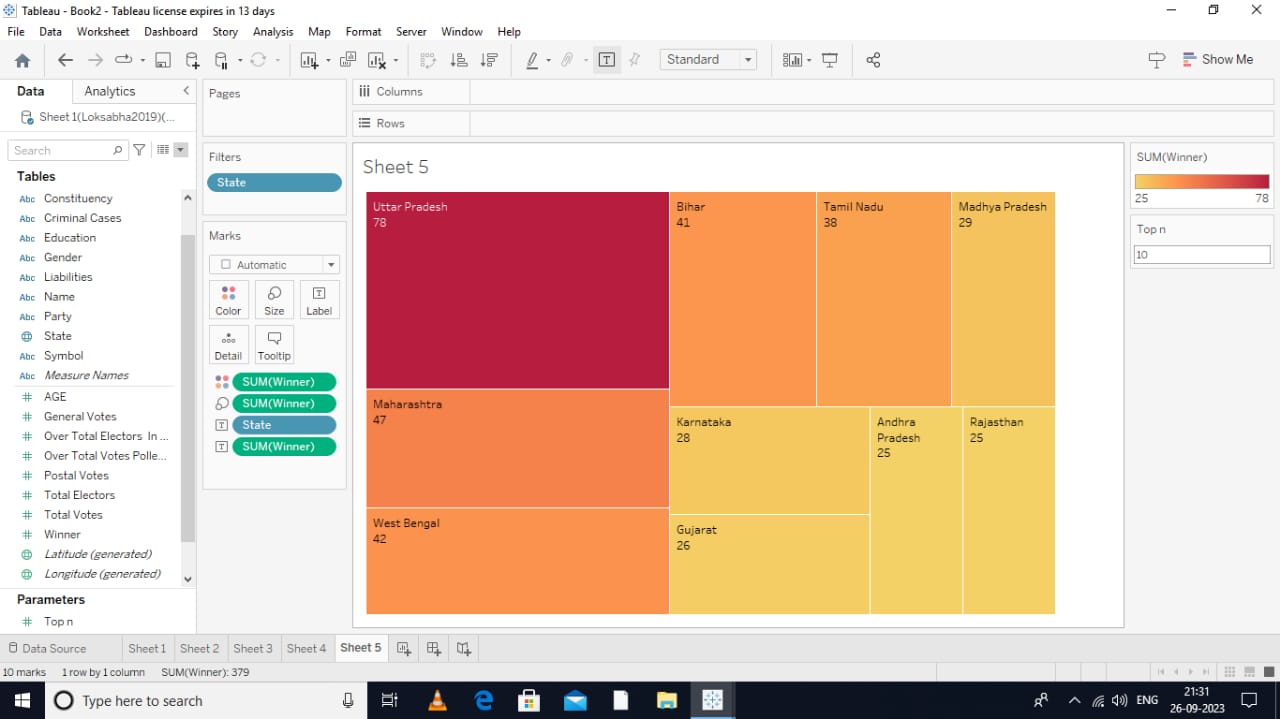 Tableau - Book2 - Tableau license expires in 13 days
File Data Worksheet Dashboard Story Analysis Map Format Server Window Help
Standard
Show Me
Data Analytics
Sheet 1(Loksabha2019)(...
Search
Tables
Abc Constituency
Abc Criminal Cases
Abc Education
Abc Gender
Abc Liabilities
Abc Name
Abc Party
State
Abc Symbol
Abc Measure Names
AGE
General Votes
Over Total Electors In ...
Over Total Votes Polle...
Postal Votes
Total Electors
Total Votes
Winner
Latitude (generated)
Longitude (generated)
Parameters
Top n
Pages
Filters
State
Marks
Automatic
Color Size Label
Detail Tooltip
SUM(Winner)
SUM(Winner)
State
SUM(Winner)
Columns
Rows
Sheet 5
Uttar Pradesh
78
Maharashtra
47
West Bengal
42
Bihar
41
Tamil Nadu
38
Madhya Pradesh
29
Karnataka
28
Gujarat
26
Andhra
Pradesh
25
Rajasthan
25
SUM(Winner)
25 78
Top n
10
Data Source Sheet 1 Sheet 2 Sheet 3 Sheet 4 Sheet 5
10 marks 1 row by 1 column SUM(Winner): 379
Type here to search
ENG
21:31
26-09-2023